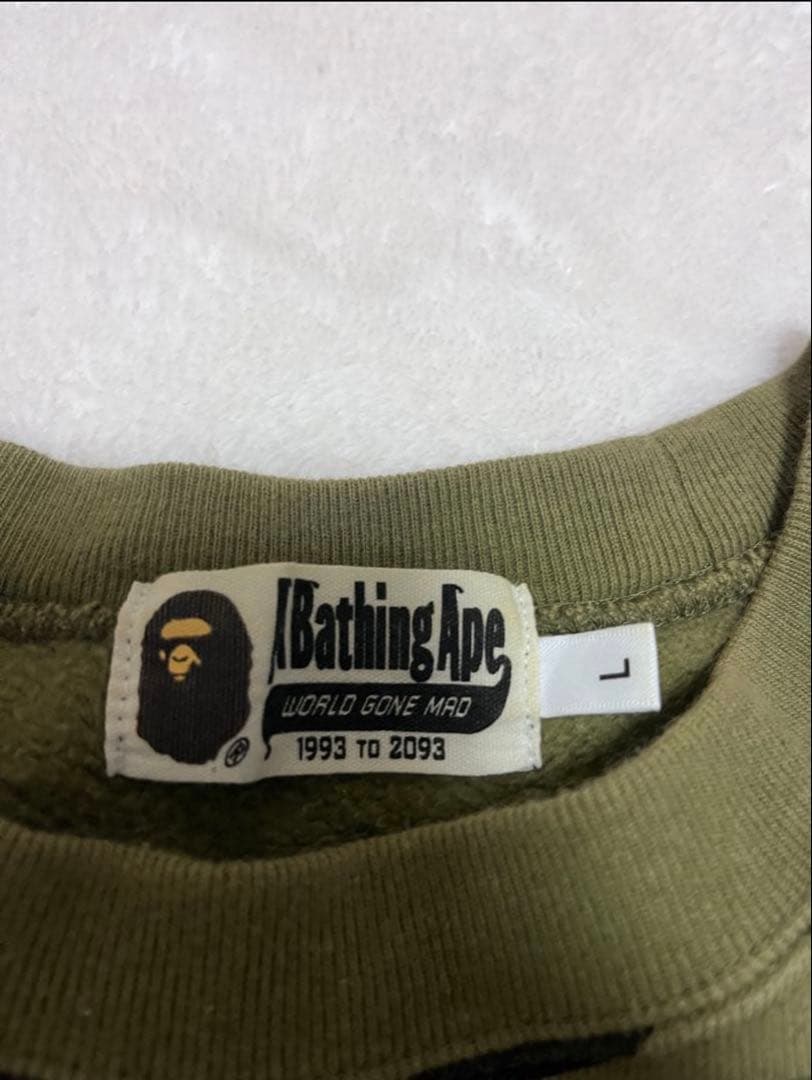 A Bathing Ape
WORLD GONE MAD
1993 TO 2093
®
L